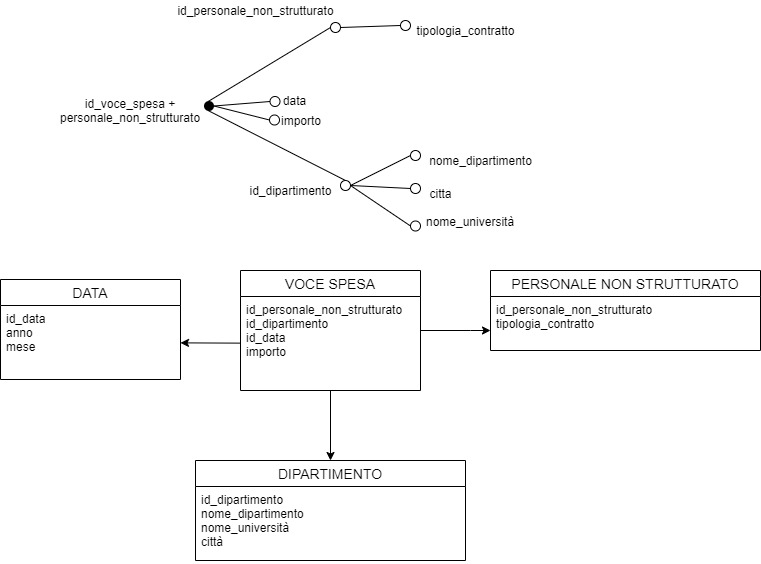 id_personale_non_strutturato
tipologia_contratto
id_voce_spesa +
personale_non_strutturato
data
importo
id_dipartimento
nome_dipartimento
citta
nome_università
DATA
id_data
anno
mese
VOCE SPESA
id_personale_non_strutturato
id_dipartimento
id_data
importo
PERSONALE NON STRUTTURATO
id_personale_non_strutturato
tipologia_contratto
DIPARTIMENTO
id_dipartimento
nome_dipartimento
nome_università
città